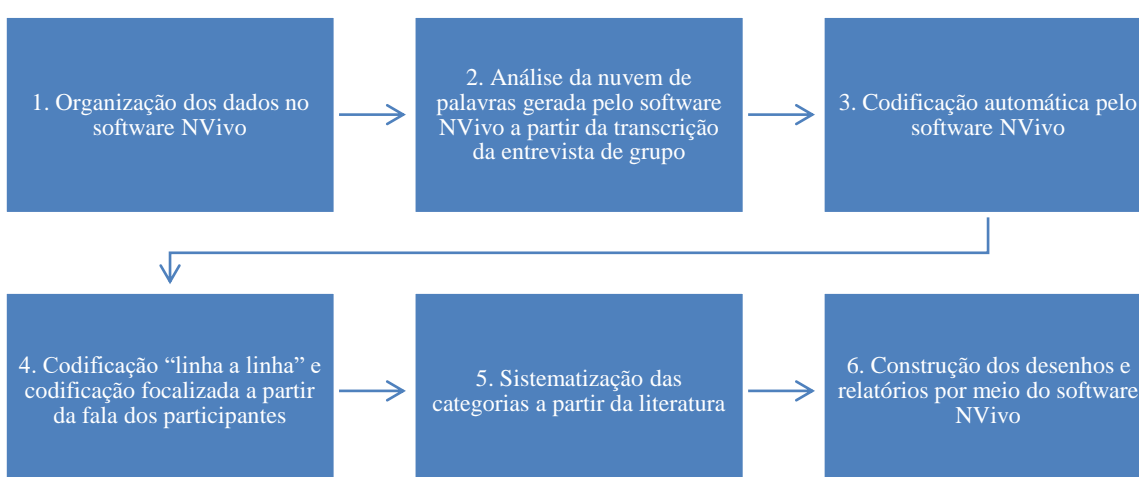 1. Organização dos dados no
software NVivo
2. Análise da nuvem de
palavras gerada pelo software
NVivo a partir da transcrição
da entrevista de grupo
3. Codificação automática pelo
software NVivo
4. Codificação “linha a linha” e
codificação focalizada a partir
da fala dos participantes
5. Sistematização das
categorias a partir da literatura
6. Construção dos desenhos e
relatórios por meio do software
NVivo